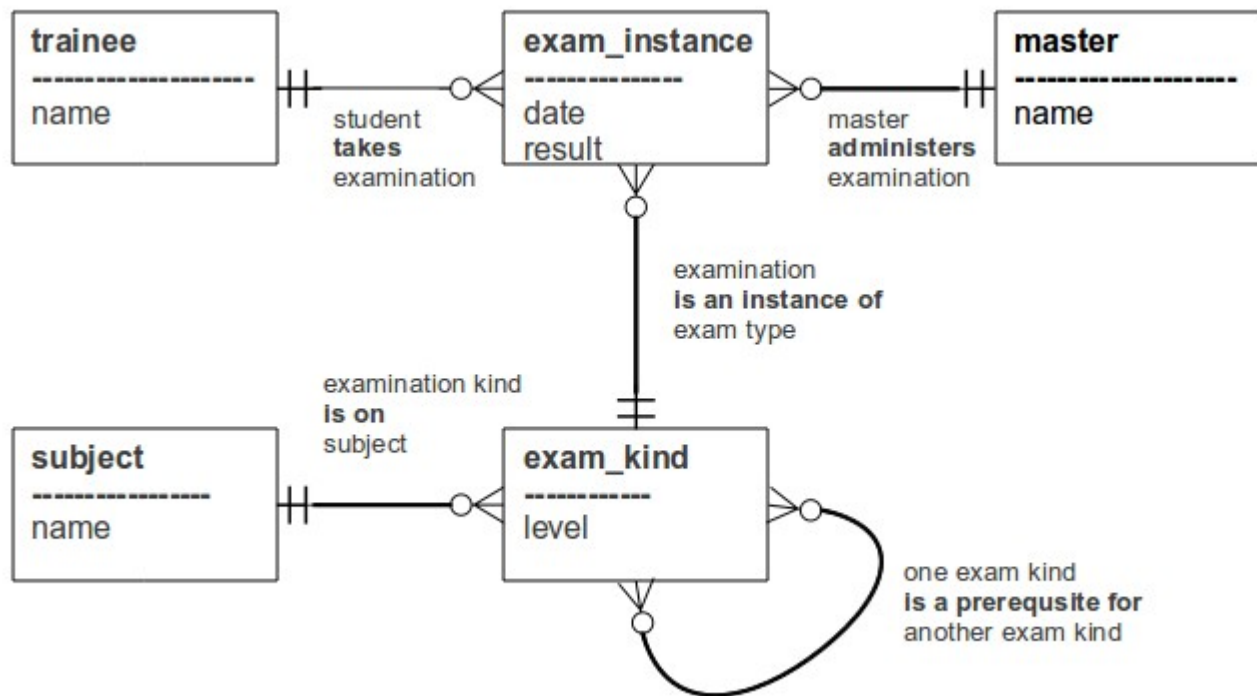 trainee
name
exam_instance
date
result
master
name
student
takes
examination
master
administers
examination
examination
is an instance of
exam type
examination kind
is on
subject
subject
name
exam_kind
level
one exam kind
is a prerequsite for
another exam kind